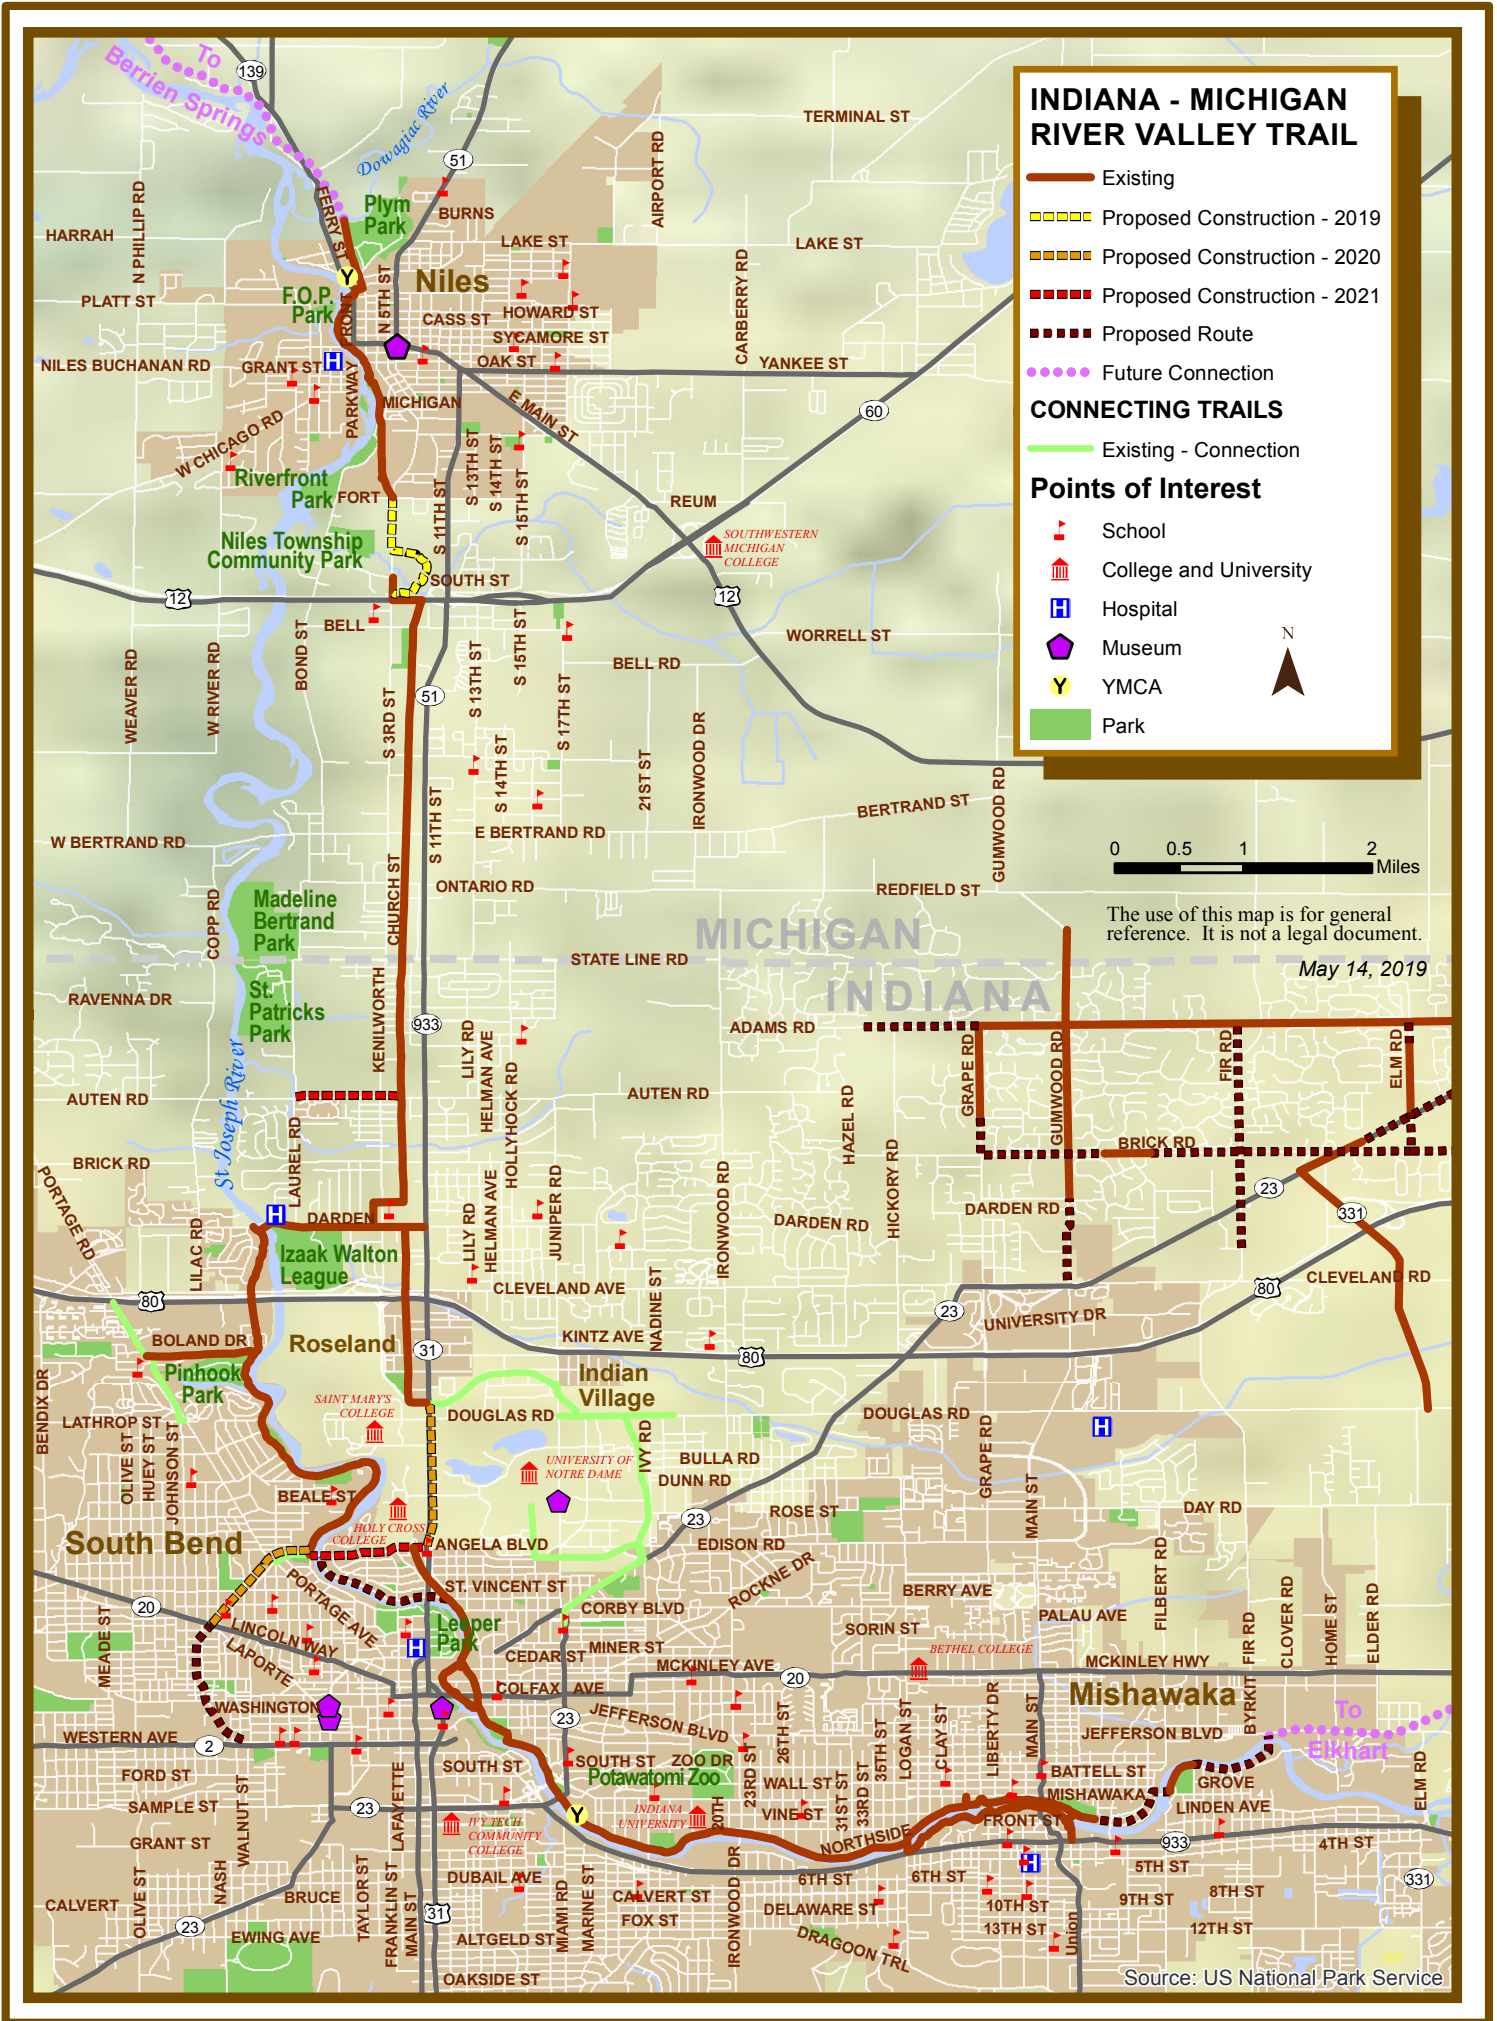 To
Berrien Springs
139
Dowagiac River
51
TERMINAL ST
AIRPORT RD
N PHILLIP RD
FERRY ST
Plym
Park
BURNS
HARRAH
LAKE ST
LAKE ST
CARBERRY RD
Y
Niles
PLATT ST
F.O.P.
Park
FRONT
N 5TH ST
CASS ST
HOWARD ST
SYCAMORE ST
NILES BUCHANAN RD
GRANT ST
H
OAK ST
YANKEE ST
PARKWAY
MICHIGAN
E MAIN ST
60
W CHICAGO RD
S 13TH ST
S 14TH ST
S 15TH ST
Riverfront
Park
FORT
S 11TH ST
REUM
Niles Township
Community Park
SOUTHWESTERN
MICHIGAN
COLLEGE
SOUTH ST
12
12
BELL
BOND ST
WORRELL ST
WEAVER RD
W RIVER RD
S 13TH ST
S 15TH ST
BELL RD
51
S 3RD ST
S 17TH ST
IRONWOOD DR
S 14TH ST
21ST ST
S 11TH ST
BERTRAND ST
GUMWOOD RD
W BERTRAND RD
E BERTRAND RD
COPP RD
Madeline
Bertrand
Park
CHURCH ST
ONTARIO RD
REDFIELD ST
MICHIGAN
STATE LINE RD
INDIANA
INDIANA - MICHIGAN
RIVER VALLEY TRAIL
Existing
Proposed Construction - 2019
Proposed Construction - 2020
Proposed Construction - 2021
Proposed Route
Future Connection
CONNECTING TRAILS
Existing - Connection
Points of Interest
School
College and University
H Hospital
Museum
Y YMCA
Park
N
0 0.5 1 2
Miles
The use of this map is for general
reference. It is not a legal document.
May 14, 2019
RAVENNA DR
St.
Patricks
Park
KENILWORTH
933
LILY RD
HELMAN AVE
HOLLYHOCK RD
ADAMS RD
GRAPE RD
GUMWOOD RD
FIR RD
ELM RD
St Joseph River
AUTEN RD
AUTEN RD
HAZEL RD
HICKORY RD
BRICK RD
BRICK RD
LAUREL RD
PORTAGE RD
H
DARDEN
LILAC RD
LILY RD
HELMAN AVE
JUNIPER RD
IRONWOOD RD
DARDEN RD
DARDEN RD
23
331
Izaak Walton
League
CLEVELAND AVE
CLEVELAND RD
80
80
80
NADINE ST
23
UNIVERSITY DR
BOLAND DR
Roseland
31
KINTZ AVE
BENDIX DR
Pinhook
Park
Indian
Village
SAINT MARY'S
COLLEGE
LATHROP ST
DOUGLAS RD
DOUGLAS RD
H
OLIVE ST
HUEY ST
JOHNSON ST
IVY RD
BULLA RD
DUNN RD
GRAPE RD
UNIVERSITY OF
NOTRE DAME
BEALE ST
MAIN ST
ROSE ST
DAY RD
HOLY CROSS
COLLEGE
23
South Bend
ANGELA BLVD
EDISON RD
ROCKNE DR
FILBERT RD
20
PORTAGE AVE
ST. VINCENT ST
CORBY BLVD
BERRY AVE
PALAU AVE
CLOVER RD
HOME ST
ELDER RD
FIR RD
MEADE ST
LINCOLN WAY
LAPORTE
Leeper
Park
H
MINER ST
CEDAR ST
SORIN ST
BETHEL COLLEGE
MCKINLEY AVE
20
MCKINLEY HWY
WASHINGTON
COLFAX AVE
Mishawaka
BYRKIT
To
Elkhart
WESTERN AVE
2
23
JEFFERSON BLVD
26TH ST
35TH ST
LOGAN ST
CLAY ST
LIBERTY DR
MAIN ST
JEFFERSON BLVD
FORD ST
SOUTH ST
SOUTH ST
ZOO DR
Potawatomi Zoo
23RD ST
WALL ST
31ST ST
33RD ST
BATTELL ST
GROVE
MISHAWAKA
LINDEN AVE
ELM RD
SAMPLE ST
23
LAFAYETTE
Y
INDIANA
UNIVERSITY
20TH
VINE ST
NORTHSIDE
FRONT ST
GRANT ST
WALNUT ST
IVY TECH
COMMUNITY
COLLEGE
933
4TH ST
H
5TH ST
NASH
OLIVE ST
TAYLOR ST
FRANKLIN ST
MAIN ST
DUBAIL AVE
6TH ST
6TH ST
331
CALVERT
BRUCE
31
MIAMI RD
MARINE ST
CALVERT ST
IRONWOOD DR
DELAWARE ST
10TH ST
9TH ST
8TH ST
23
EWING AVE
FOX ST
13TH ST
12TH ST
ALTGELD ST
DRAGOON TRL
Union
OAKSIDE ST
Source: US National Park Service